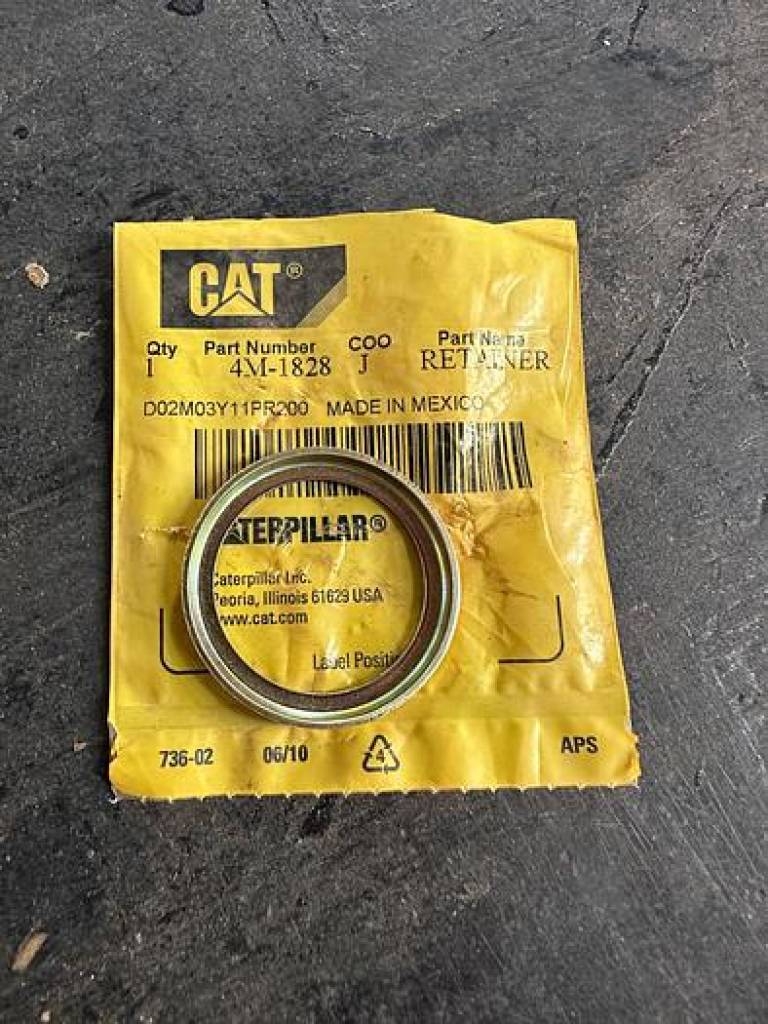 CAT®
Qty Part Number COO Part Name
1 4M-1828 J RETAINER
D02M03Y11PR200 MADE IN MEXICO
CATERPILLAR®
Caterpillar Inc.
Peoria, Illinois 61629 USA
www.cat.com
Label
736-02 06/10 4 APS